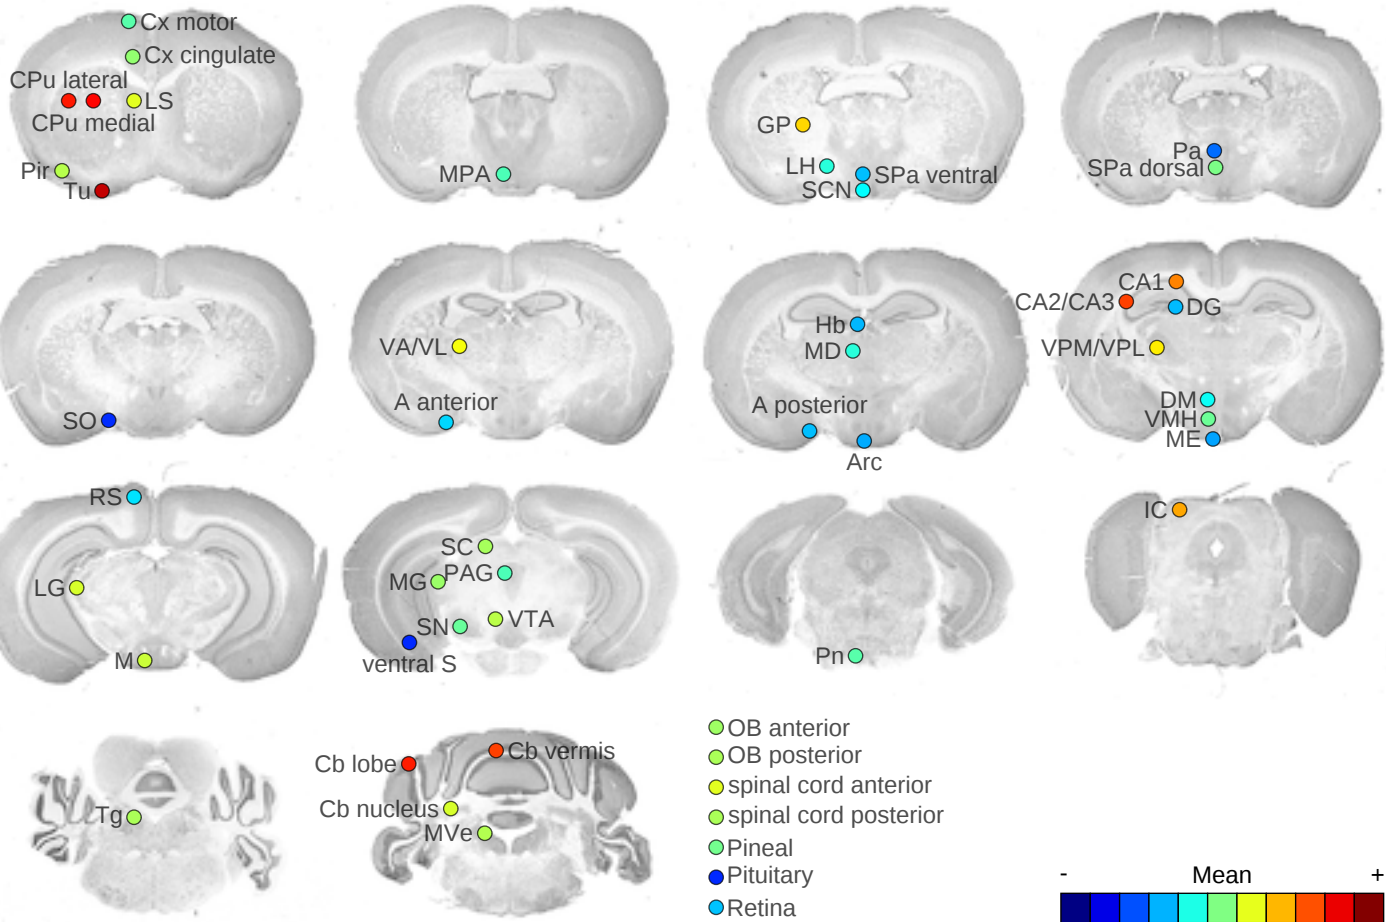 Cx motor
Cx cingulate
CPu lateral
LS
CPu medial
Pir
Tu
MPA
GP
LH
SPa ventral
SCN
Pa
SPa dorsal
SO
VA/VL
A anterior
Hb
MD
A posterior
Arc
CA1
CA2/CA3
DG
VPM/VPL
DM
VMH
ME
RS
LG
M
SC
PAG
MG
VTA
SN
ventral S
Pn
IC
Tg
Cb vermis
Cb lobe
Cb nucleus
MVe
OB anterior
OB posterior
spinal cord anterior
spinal cord posterior
Pineal
Pituitary
Retina
- Mean +